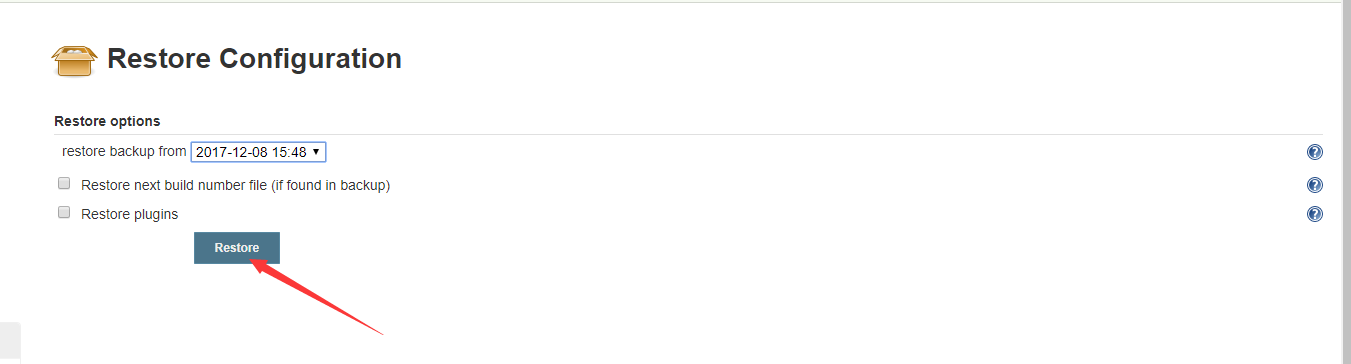 Restore Configuration
Restore options
restore backup from 2017-12-08 15:48
Restore next build number file (if found in backup)
Restore plugins
Restore